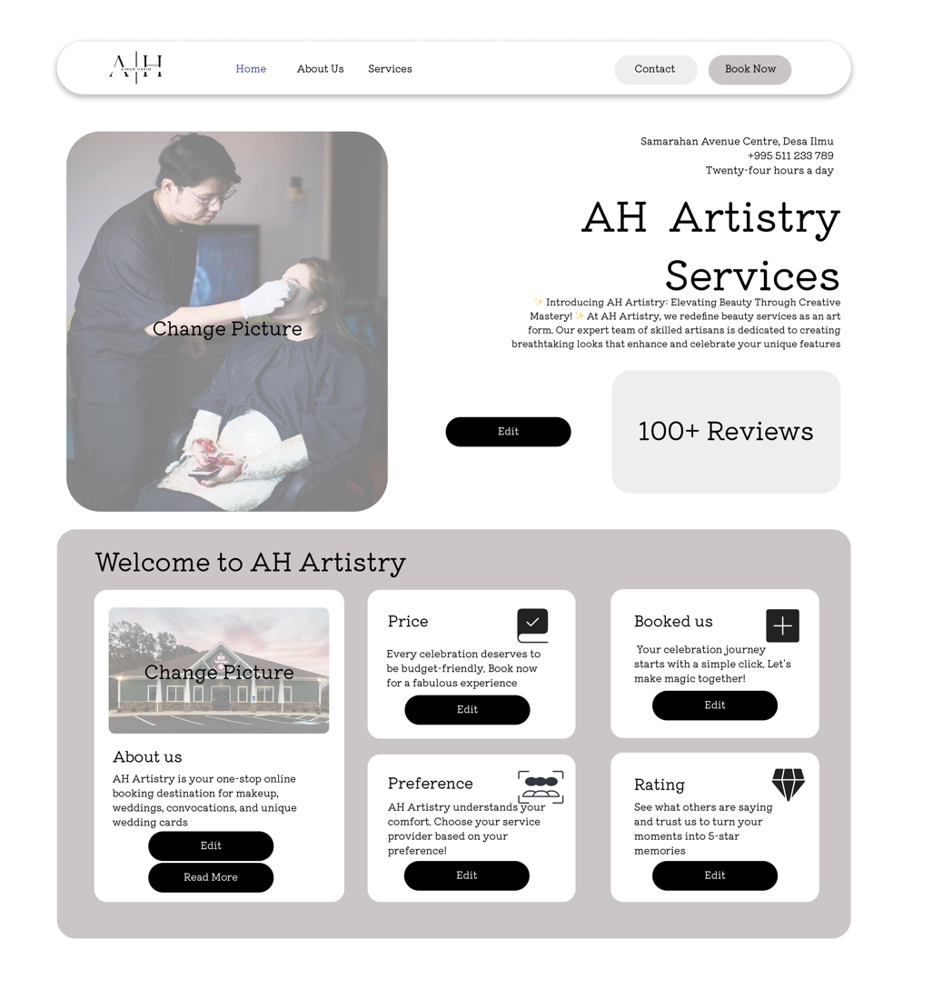 A|H
AIMAN HAKIM
Home
About Us
Services
Contact
Book Now
Samarahan Avenue Centre, Desa Ilmu
+995 511 233 789
Twenty-four hours a day
AH Artistry
Services
✨ Introducing AH Artistry: Elevating Beauty Through Creative
Mastery! ✨ At AH Artistry, we redefine beauty services as an art
form. Our expert team of skilled artisans is dedicated to creating
breathtaking looks that enhance and celebrate your unique features
Change Picture
Edit
100+ Reviews
Welcome to AH Artistry
Change Picture
About us
AH Artistry is your one-stop online
booking destination for makeup,
weddings, convocations, and unique
wedding cards
Edit
Read More
Price
Every celebration deserves to
be budget-friendly. Book now
for a fabulous experience
Edit
Booked us
Your celebration journey
starts with a simple click. Let's
make magic together!
Edit
Preference
AH Artistry understands your
comfort. Choose your service
provider based on your
preference!
Edit
Rating
See what others are saying
and trust us to turn your
moments into 5-star
memories
Edit